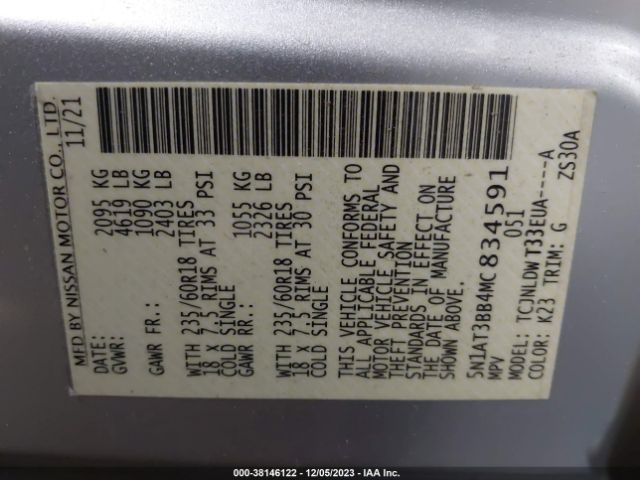 MFD BY NISSAN MOTOR CO., LTD.
DATE: 11/21
GVWR: 2095 KG
4619 LB
GAWR FR.: 1090 KG
2403 LB
WITH 235/60R18 TIRES
18 X 7.5 RIMS AT 33 PSI
COLD SINGLE
GAWR RR.: 1055 KG
2326 LB
WITH 235/60R18 TIRES
18 X 7.5 RIMS AT 30 PSI
COLD SINGLE
THIS VEHICLE CONFORMS TO
ALL APPLICABLE FEDERAL
MOTOR VEHICLE SAFETY AND
THEFT PREVENTION
STANDARDS IN EFFECT ON
THE DATE OF MANUFACTURE
SHOWN ABOVE.
5N1AT3BB4MC834591
MPV 051
MODEL: TCJNLDWT33EUA----A
COLOR: K23 TRIM: G ZS30A
000-38146122 - 12/05/2023 - IAA Inc.